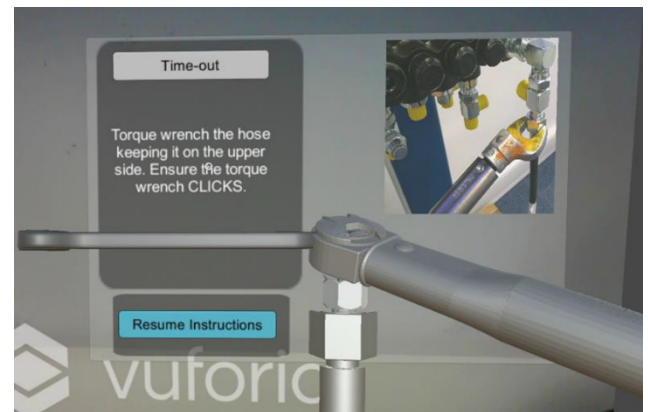 Time-out
Torque wrench the hose
keeping it on the upper
side. Ensure the torque
wrench CLICKS.
Resume Instructions
vuforia